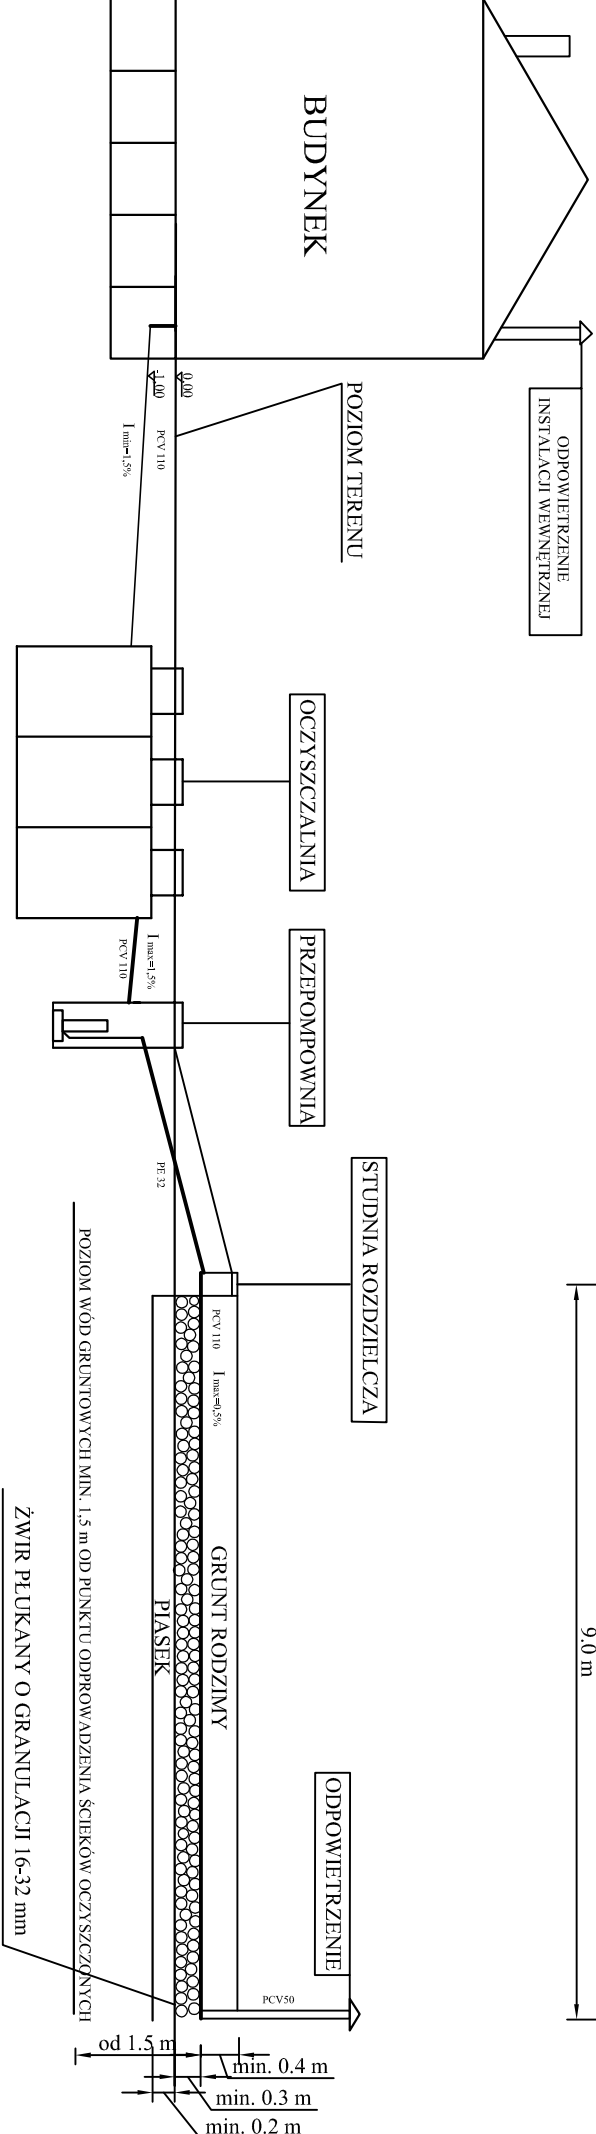 BUDYNEK
ODPOWIETRZENIE
INSTALACJI WEWNĘTRZNEJ
0,00
-1,00
POZIOM TERENU
PCV 110
I min=1,5%
OCZYSZCZALNIA
I max=1,5%
PCV 110
PRZEPOMPOWNIA
PE 32
STUDNIA ROZDZIELCZA
9.0 m
PCV 110
I max=0,5%
GRUNT RODZIMY
PIASEK
POZIOM WÓD GRUNTOWYCH MIN. 1,5 m OD PUNKTU ODPROWADZENIA ŚCIEKÓW OCZYSZCZONYCH
ŻWIR PŁUKANY O GRANULACJI 16-32 mm
ODPOWIETRZENIE
PCV50
od 1.5 m
min. 0.4 m
min. 0.3 m
min. 0.2 m